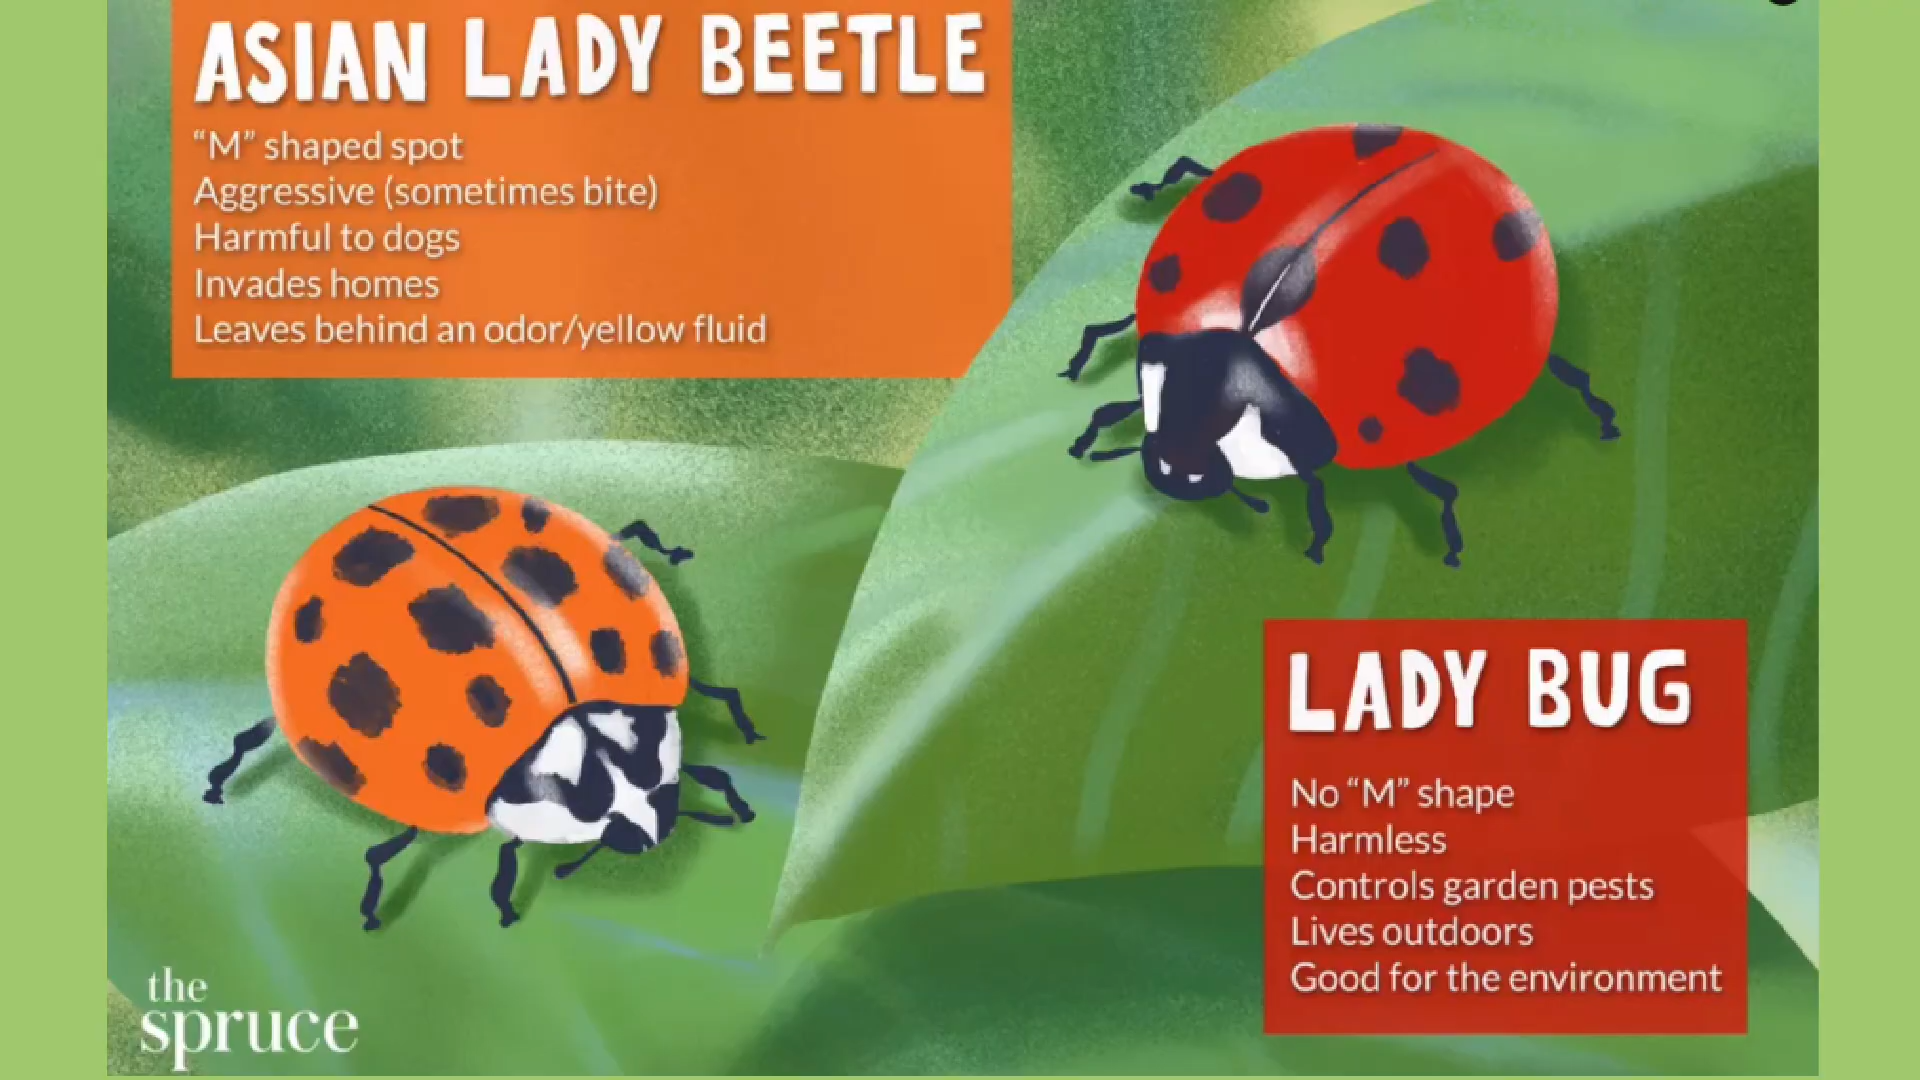 ASIAN LADY BEETLE
“M” shaped spot
Aggressive (sometimes bite)
Harmful to dogs
Invades homes
Leaves behind an odor/yellow fluid
LADY BUG
No “M” shape
Harmless
Controls garden pests
Lives outdoors
Good for the environment
the
spruce